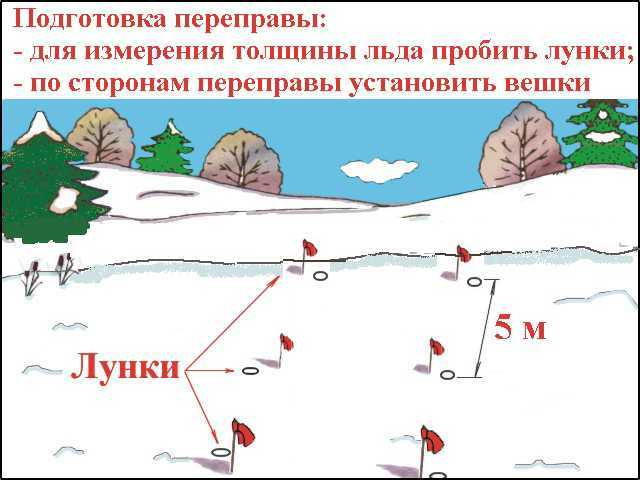 Подготовка переправы:
- для измерения толщины льда пробить лунки;
- по сторонам переправы установить вешки
5 м
Лунки